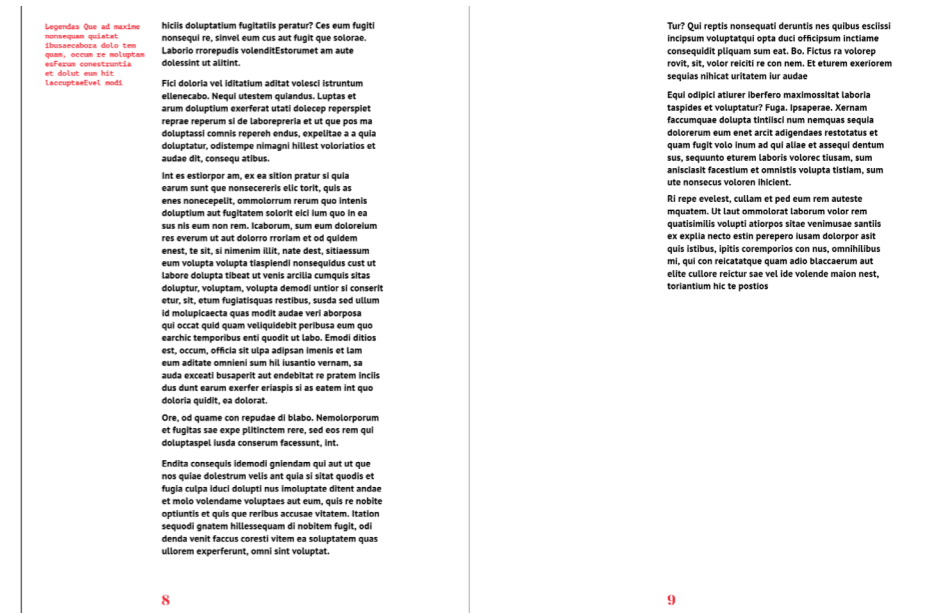 Legendas Que ad maxime
nonsequam quiatat
ibusaecabora dolo tem
quam, occum re moluptam
esFerum conestruntia
et dolut eum hit
laccuptaeEvel modi
hiciis doluptatium fugitatiis peratur? Ces eum fugiti
nonsequi re, sinvel eum cus aut fugit que solorae.
Laborio rrorepudis volenditEstorumet am aute
dolessint ut alitint.
Fici doloria vel iditatium aditat volesci istruntum
ellenecabo. Nequi utestem quiandus. Luptas et
arum doluptium exerferat utati dolecep reperspiet
reprae reperum si de laborepreria et ut que pos ma
doluptassi comnis repereh endus, expelitae a a quia
doluptatur, odistempe nimagni hillest voloriatios et
audae dit, consequ atibus.
Int es estiorpor am, ex ea sition pratur si quia
earum sunt que nonsecereris elic torit, quis as
enes nonecepelit, ommolorrum rerum quo intenis
doluptium aut fugitatem solorit eici ium quo in ea
sus nis eum non rem. Icaborum, sum eum doloreium
res everum ut aut dolorro rroriam et od quidem
enest, te sit, si nimenim illit, nate dest, sitiaessum
eum volupta volupta tiaspiendi nonsequidus cust ut
labore dolupta tibeat ut venis arcilia cumquis sitas
doluptur, voluptam, volupta demodi untior si conserit
etur, sit, etum fugiatisquas restibus, susda sed ullum
id molupicaecta quas modit audae veri aborposa
qui occat quid quam veliquidebit peribusa eum quo
earchic temporibus enti quodit ut labo. Emodi ditios
est, occum, officia sit ulpa adipsan imenis et lam
eum aditate omnieni sum hil iusantio vernam, sa
auda exceati busaperit aut endebitat re pratem inciis
dus dunt earum exerfer eriaspis si as eatem int quo
doloria quidit, ea dolorat.
Ore, od quame con repudae di blabo. Nemolorporum
et fugitas sae expe plitinctem rere, sed eos rem qui
doluptaspel iusda conserum facessunt, int.
Endita consequis idemodi gniendam qui aut ut que
nos quiae dolestrum velis ant quia si sitat quodis et
fugia culpa iduci dolupti nus imoluptate ditent andae
et molo volendame voluptaes aut eum, quis re nobite
optiuntis et quis que reribus accusae vitatem. Itation
sequodi gnatem hillessequam di nobitem fugit, odi
denda venit faccus coresti vitem ea soluptatem quas
ullorem experferunt, omni sint voluptat.
8
Tur? Qui reptis nonsequati deruntis nes quibus esciissi
incipsum voluptatqui opta duci officipsum inctiame
consequidit pliquam sum eat. Bo. Fictus ra volorep
rovit, sit, volor reiciti re con nem. Et eturem exeriorem
sequias nihicat uritatem iur audae
Equi odipici atiurer iberfero maximossitat laboria
taspides et voluptatur? Fuga. Ipsaperae. Xernam
faccumquae dolupta tintiisci num nemquas sequia
dolorerum eum enet arcit adigendaes restotatus et
quam fugit volo inum ad qui aliae et assequi dentum
sus, sequunto eturem laboris volorec tiusam, sum
anisciasit facestium et omnistis volupta tistiam, sum
ute nonsecus voloren ihicient.
Ri repe evelest, cullam et ped eum rem auteste
mquatem. Ut laut ommolorat laborum volor rem
quatisimilis volupti atiorpos sitae venimusae santiis
ex explia necto estin perepero iusam dolorpor asit
quis istibus, ipitis coremporios con nus, omnihilibus
mi, qui con reicatatque quam adio blaccaerum aut
elite cullore reictur sae vel ide volende maion nest,
toriantium hic te postios
9